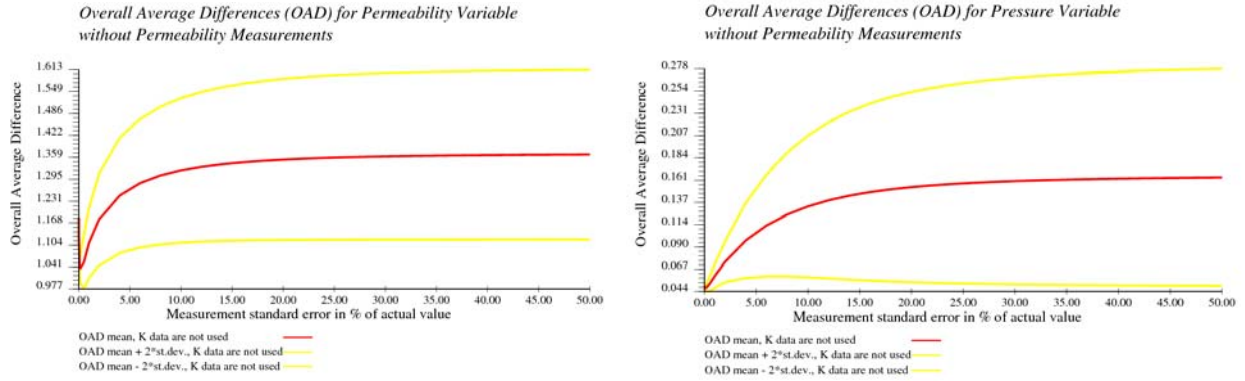 Overall Average Differences (OAD) for Permeability Variable
without Permeability Measurements
Overall Average Difference
1.613
1.549
1.486
1.422
1.359
1.295
1.231
1.168
1.104
1.041
0.977
0.00 5.00 10.00 15.00 20.00 25.00 30.00 35.00 40.00 45.00 50.00
Measurement standard error in % of actual value
OAD mean, K data are not used
OAD mean + 2*st.dev., K data are not used
OAD mean - 2*st.dev., K data are not used
Overall Average Differences (OAD) for Pressure Variable
without Permeability Measurements
Overall Average Difference
0.278
0.254
0.231
0.207
0.184
0.161
0.137
0.114
0.090
0.067
0.044
0.00 5.00 10.00 15.00 20.00 25.00 30.00 35.00 40.00 45.00 50.00
Measurement standard error in % of actual value
OAD mean, K data are not used
OAD mean + 2*st.dev., K data are not used
OAD mean - 2*st.dev., K data are not used